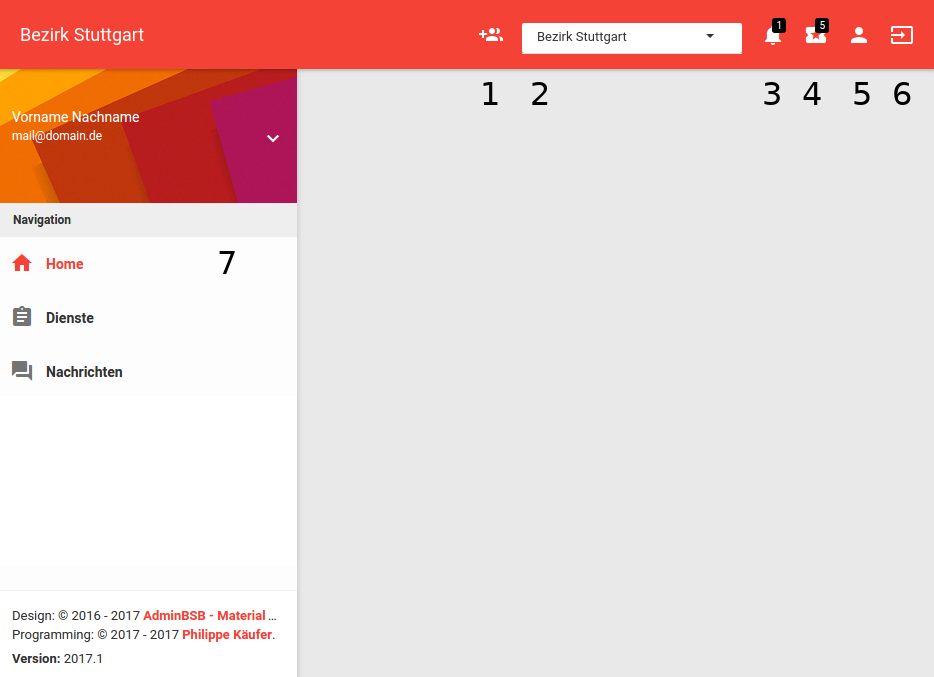 Bezirk Stuttgart
Bezirk Stuttgart
1
5
1 2 3 4 5 6
Vorname Nachname
mail@domain.de
Navigation
Home
7
Dienste
Nachrichten
Design: © 2016 - 2017 AdminBSB - Material ...
Programming: © 2017 - 2017 Philippe Käufer.
Version: 2017.1